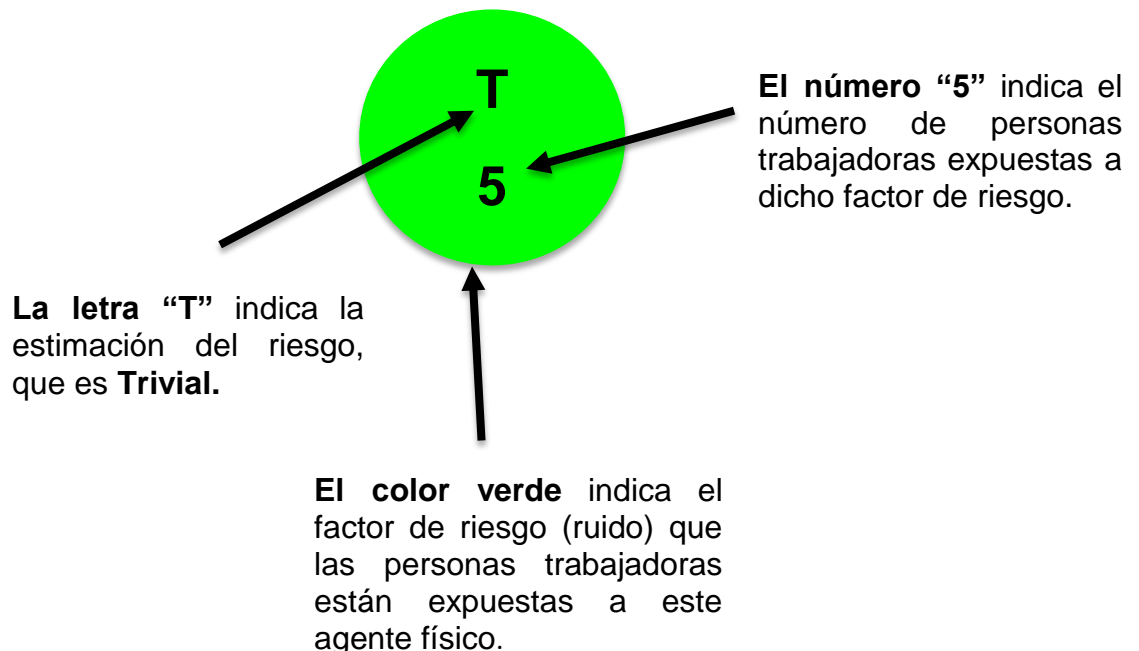 T
5
El número “5” indica el
número de personas
trabajadoras expuestas a
dicho factor de riesgo.
La letra “T” indica la
estimación del riesgo,
que es Trivial.
El color verde indica el
factor de riesgo (ruido) que
las personas trabajadoras
están expuestas a este
agente físico.